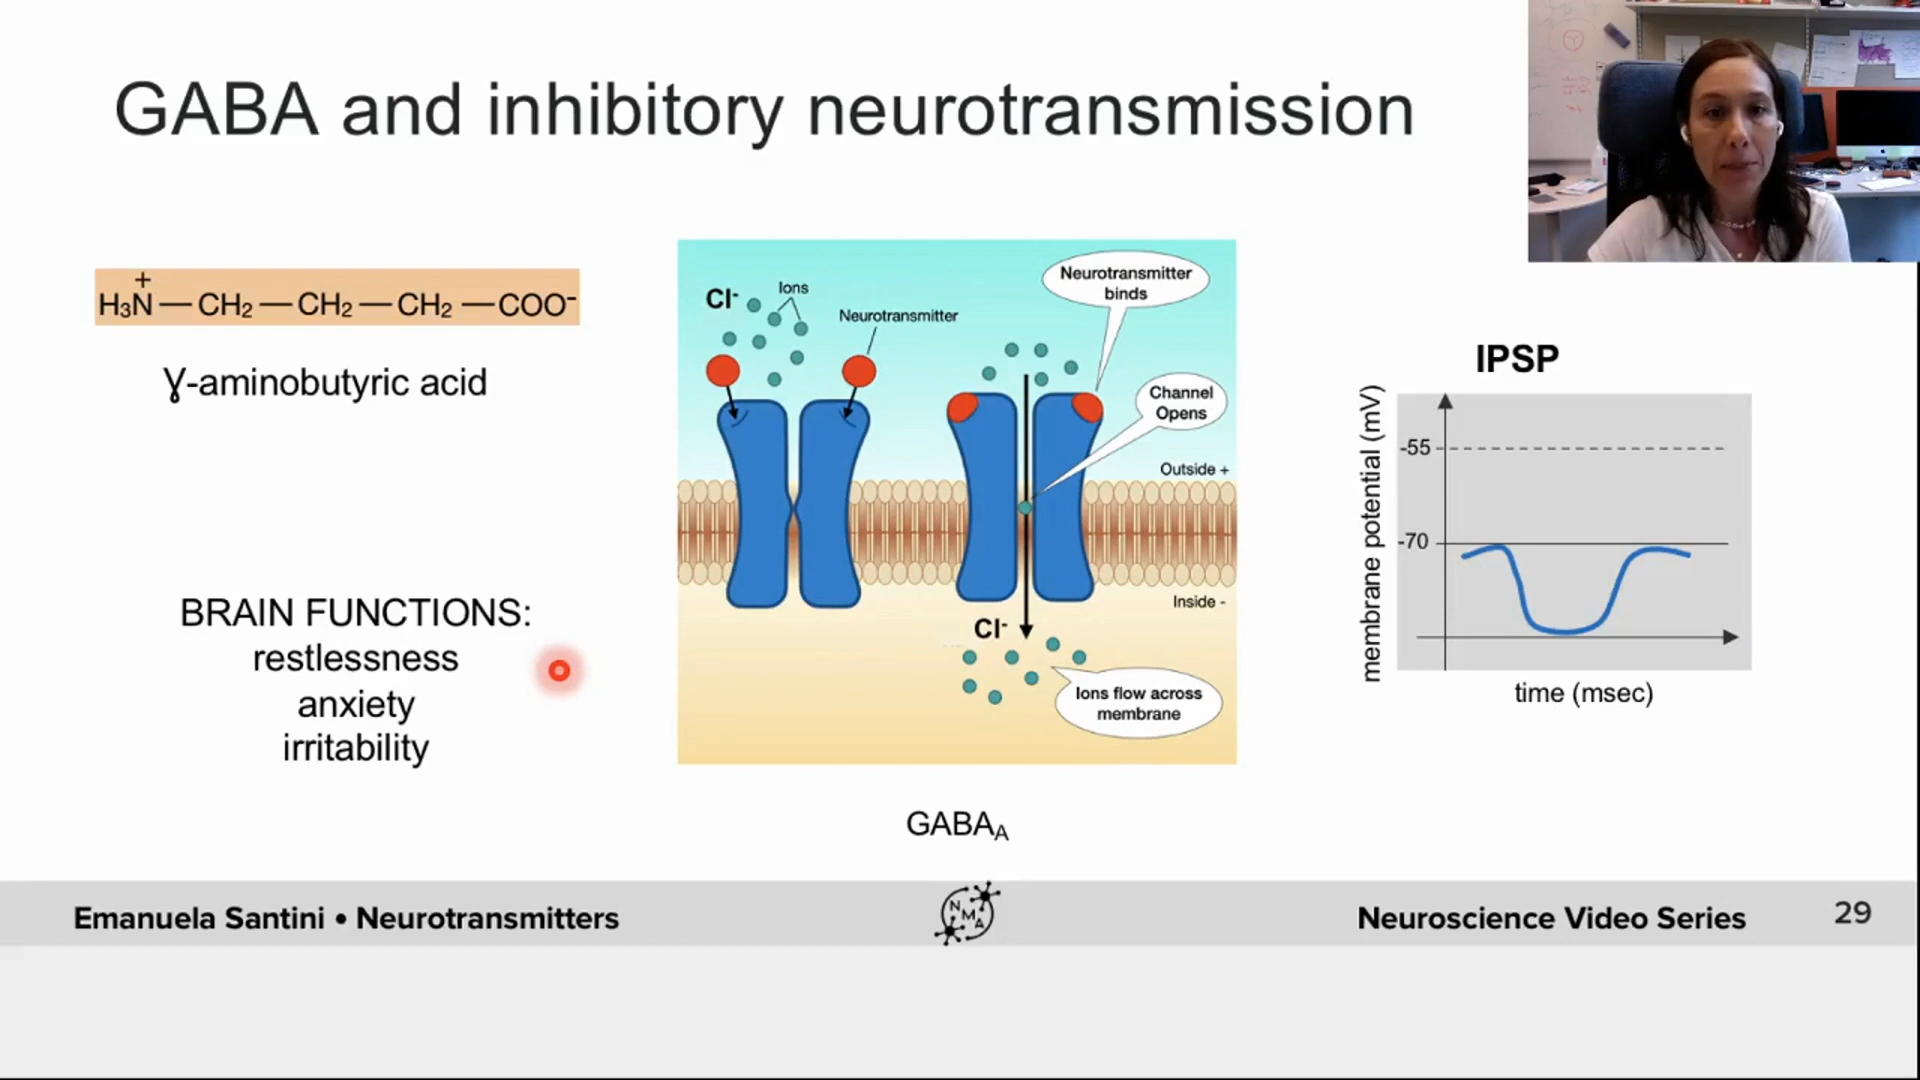 GABA and inhibitory neurotransmission
+
H₃N — CH₂ — CH₂ — CH₂ — COO⁻
Ɣ-aminobutyric acid
BRAIN FUNCTIONS:
restlessness
anxiety
irritability
Cl⁻
Ions
Neurotransmitter
Neurotransmitter
binds
Channel
Opens
Outside +
Inside -
Cl⁻
Ions flow across
membrane
GABA_A
IPSP
membrane potential (mV)
-55
-70
time (msec)
Emanuela Santini • Neurotransmitters
NMA
Neuroscience Video Series
29